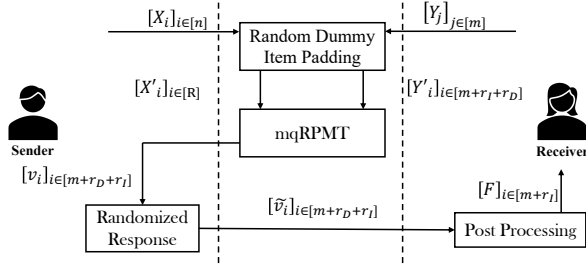 [X_i]_{i∈[n]}
[Y_j]_{j∈[m]}
Random Dummy
Item Padding
[X'_i]_{i∈[R]}
[Y'_i]_{i∈[m+r_I+r_D]}
mqRPMT
Sender
Receiver
[v_i]_{i∈[m+r_D+r_I]}
[F]_{i∈[m+r_I]}
[ṽ_i]_{i∈[m+r_D+r_I]}
Randomized
Response
Post Processing